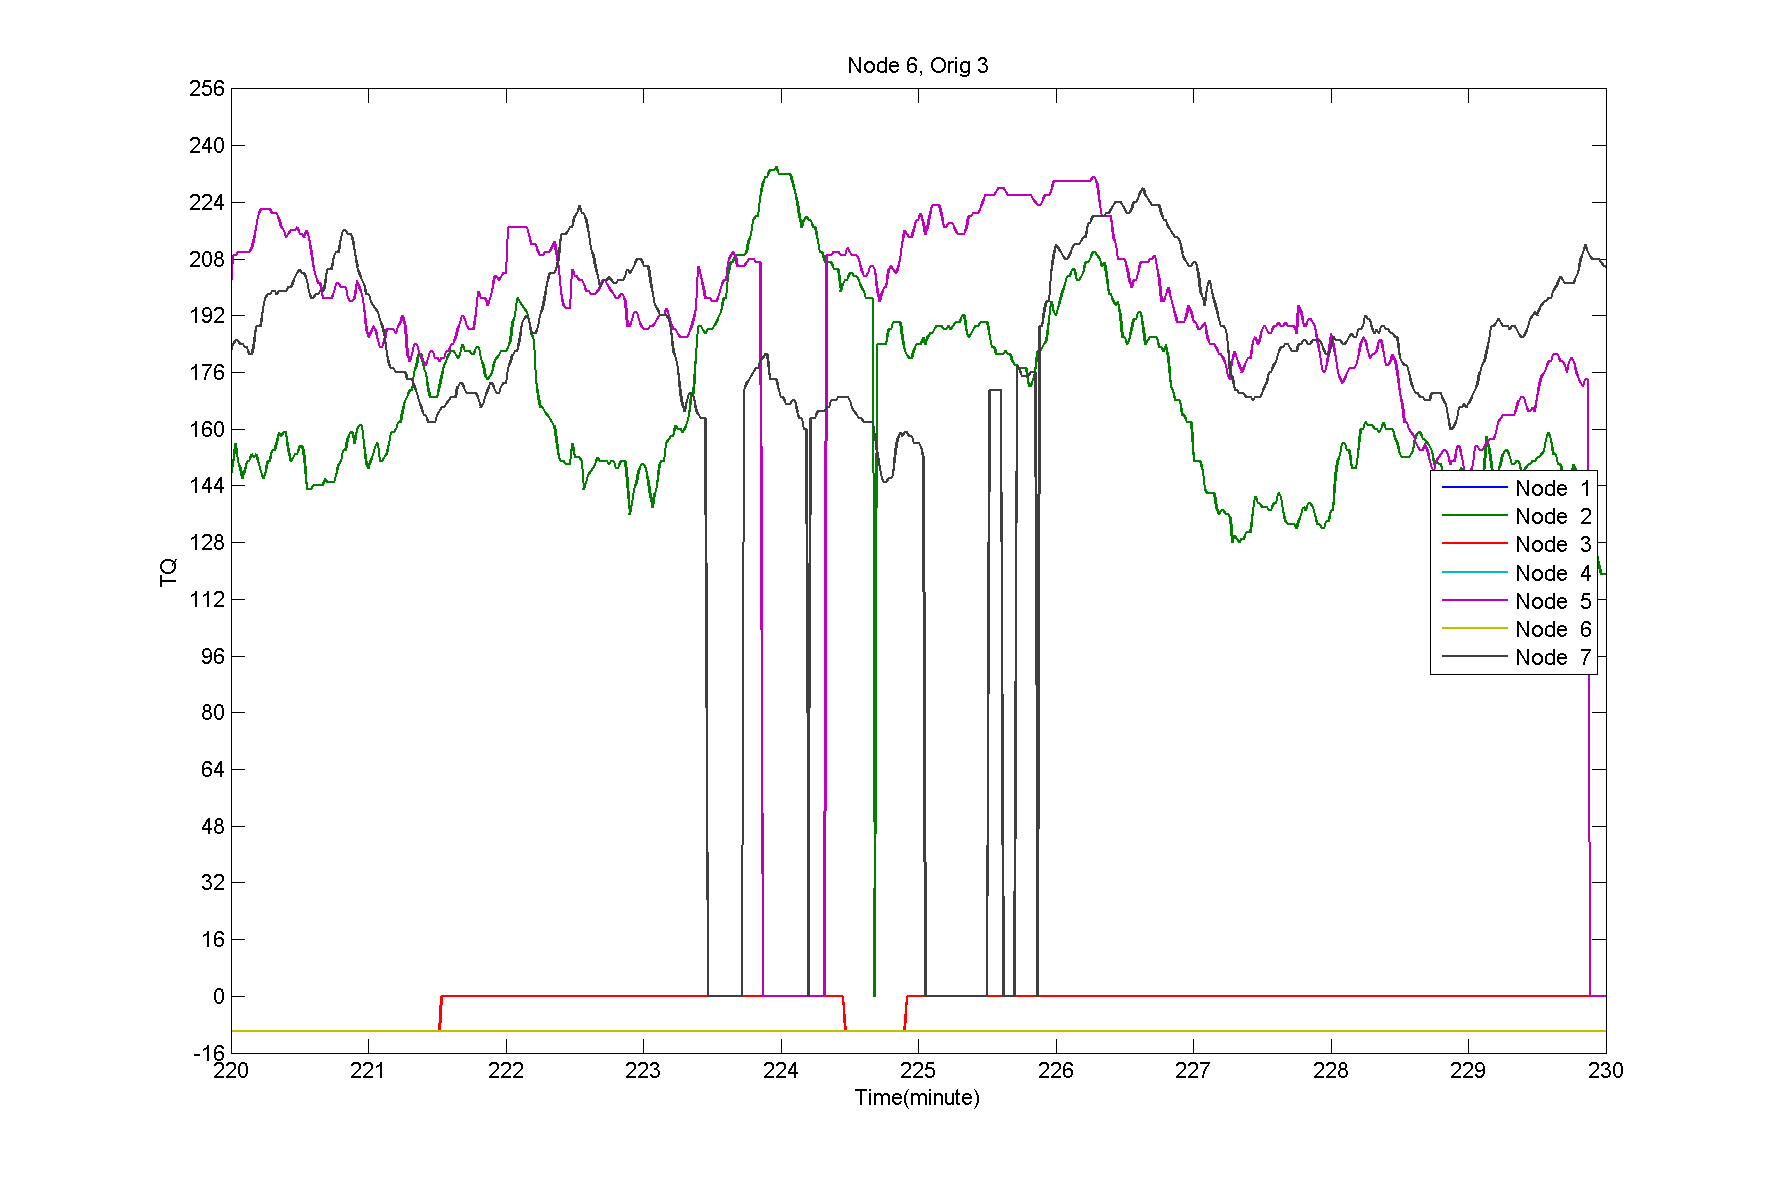 Node 6, Orig 3
256
240
224
208
192
176
160
144
128
112
96
80
64
48
32
16
0
-16
TQ
Node 1
Node 2
Node 3
Node 4
Node 5
Node 6
Node 7
220 221 222 223 224 225 226 227 228 229 230
Time(minute)